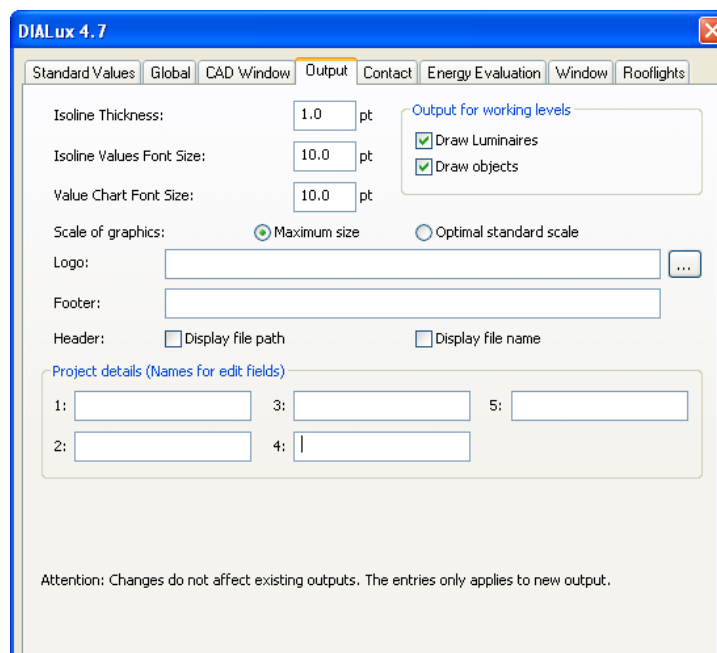 DIALux 4.7
Standard Values Global CAD Window Output Contact Energy Evaluation Window Rooflights
Isoline Thickness: 1.0 pt
Output for working levels
Draw Luminaires
Isoline Values Font Size: 10.0 pt
Draw objects
Value Chart Font Size: 10.0 pt
Scale of graphics: Maximum size Optimal standard scale
Logo: ...
Footer:
Header: Display file path Display file name
Project details (Names for edit fields)
1: 3: 5:
2: 4:
Attention: Changes do not affect existing outputs. The entries only applies to new output.